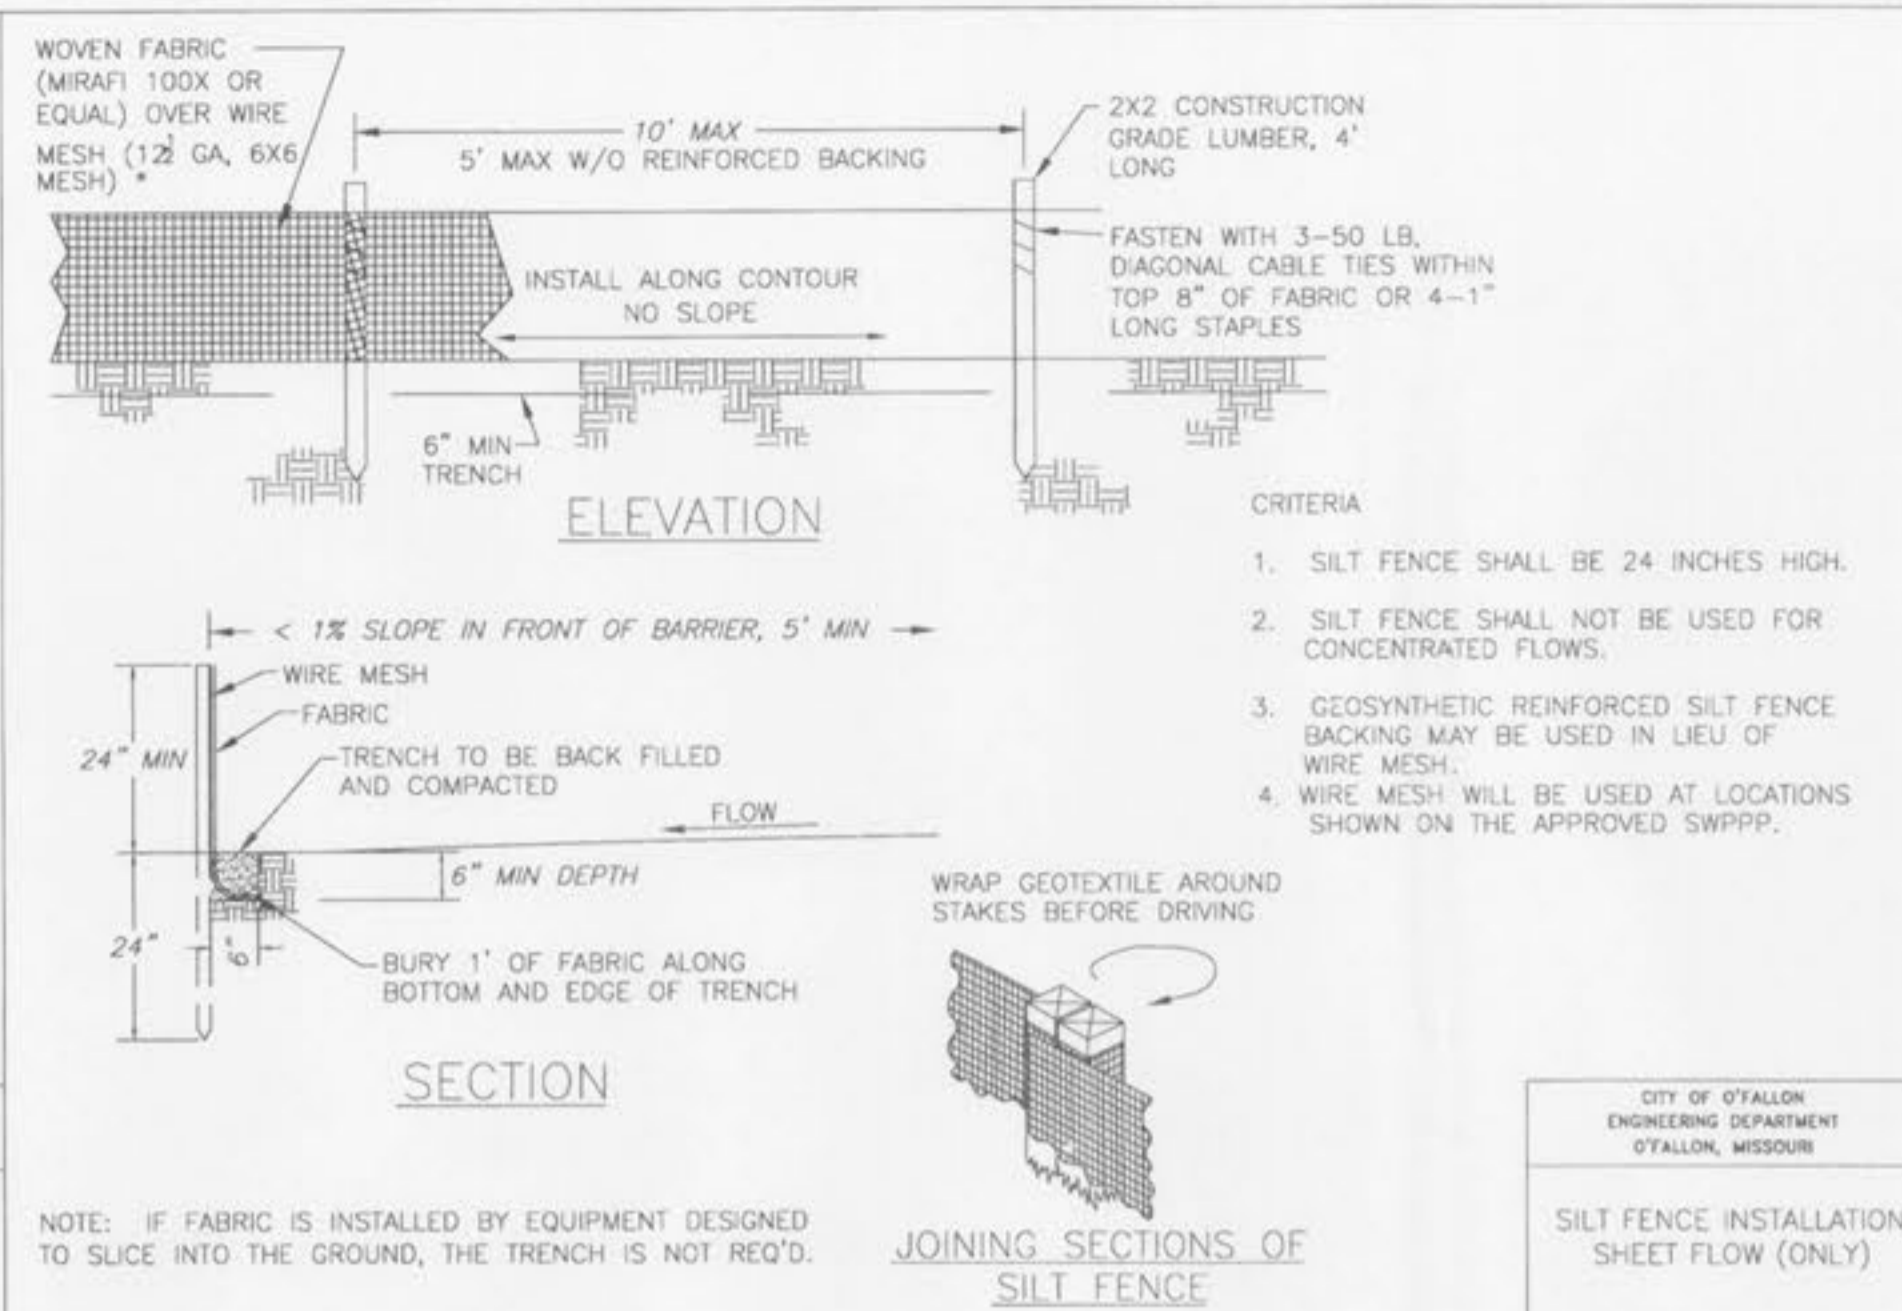 WOVEN FABRIC
(MIRAFI 100X OR
EQUAL) OVER WIRE
MESH (12½ GA, 6X6
MESH) *
10' MAX
5' MAX W/O REINFORCED BACKING
2X2 CONSTRUCTION
GRADE LUMBER, 4'
LONG
FASTEN WITH 3-50 LB.
DIAGONAL CABLE TIES WITHIN
TOP 8" OF FABRIC OR 4-1"
LONG STAPLES
INSTALL ALONG CONTOUR
NO SLOPE
6" MIN
TRENCH
ELEVATION
CRITERIA
1. SILT FENCE SHALL BE 24 INCHES HIGH.
2. SILT FENCE SHALL NOT BE USED FOR
CONCENTRATED FLOWS.
3. GEOSYNTHETIC REINFORCED SILT FENCE
BACKING MAY BE USED IN LIEU OF
WIRE MESH.
4. WIRE MESH WILL BE USED AT LOCATIONS
SHOWN ON THE APPROVED SWPPP.
< 1% SLOPE IN FRONT OF BARRIER, 5' MIN
WIRE MESH
FABRIC
24" MIN
TRENCH TO BE BACK FILLED
AND COMPACTED
FLOW
6" MIN DEPTH
24"
6"
BURY 1' OF FABRIC ALONG
BOTTOM AND EDGE OF TRENCH
SECTION
WRAP GEOTEXTILE AROUND
STAKES BEFORE DRIVING
JOINING SECTIONS OF
SILT FENCE
NOTE: IF FABRIC IS INSTALLED BY EQUIPMENT DESIGNED
TO SLICE INTO THE GROUND, THE TRENCH IS NOT REQ'D.
CITY OF O'FALLON
ENGINEERING DEPARTMENT
O'FALLON, MISSOURI
SILT FENCE INSTALLATION
SHEET FLOW (ONLY)